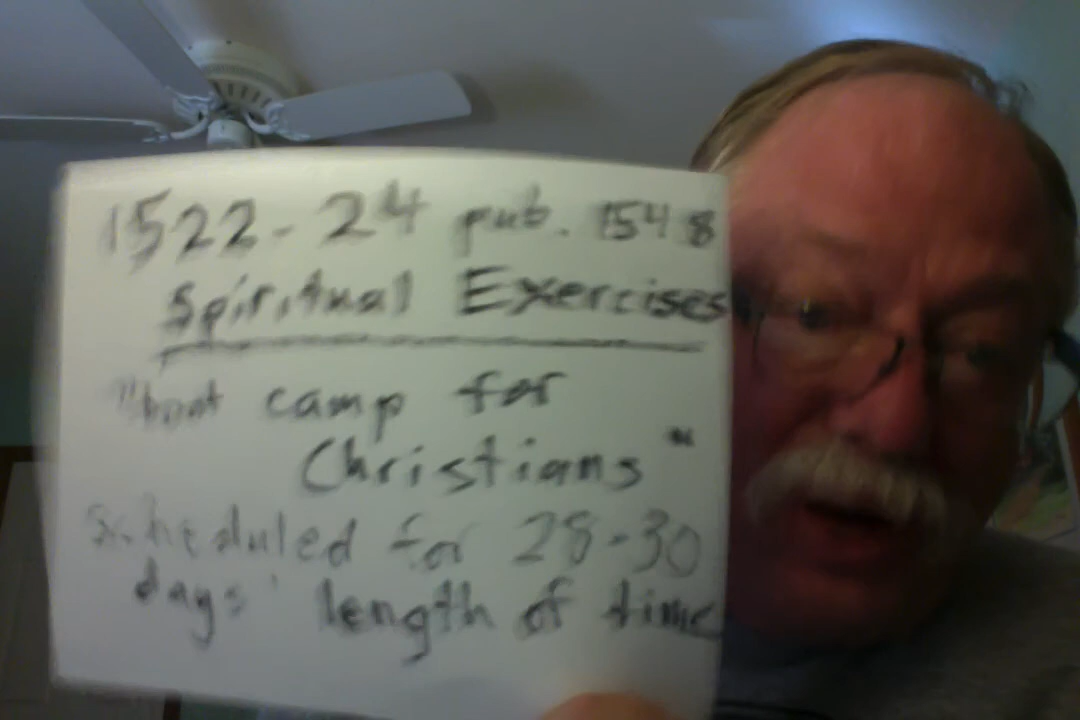 1522-24 pub. 1548
Spiritual Exercises
"boot camp for
Christians"
scheduled for 28-30
days' length of time